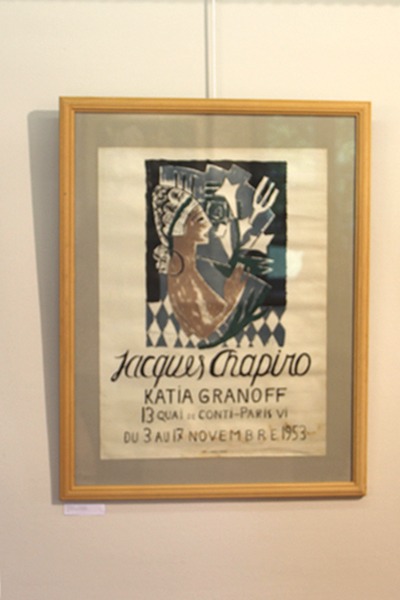 Jacques Chapiro
KATIA GRANOFF
13 QUAI DE CONTI-PARIS VI
DU 3 AU 17 NOVEMBRE 1953